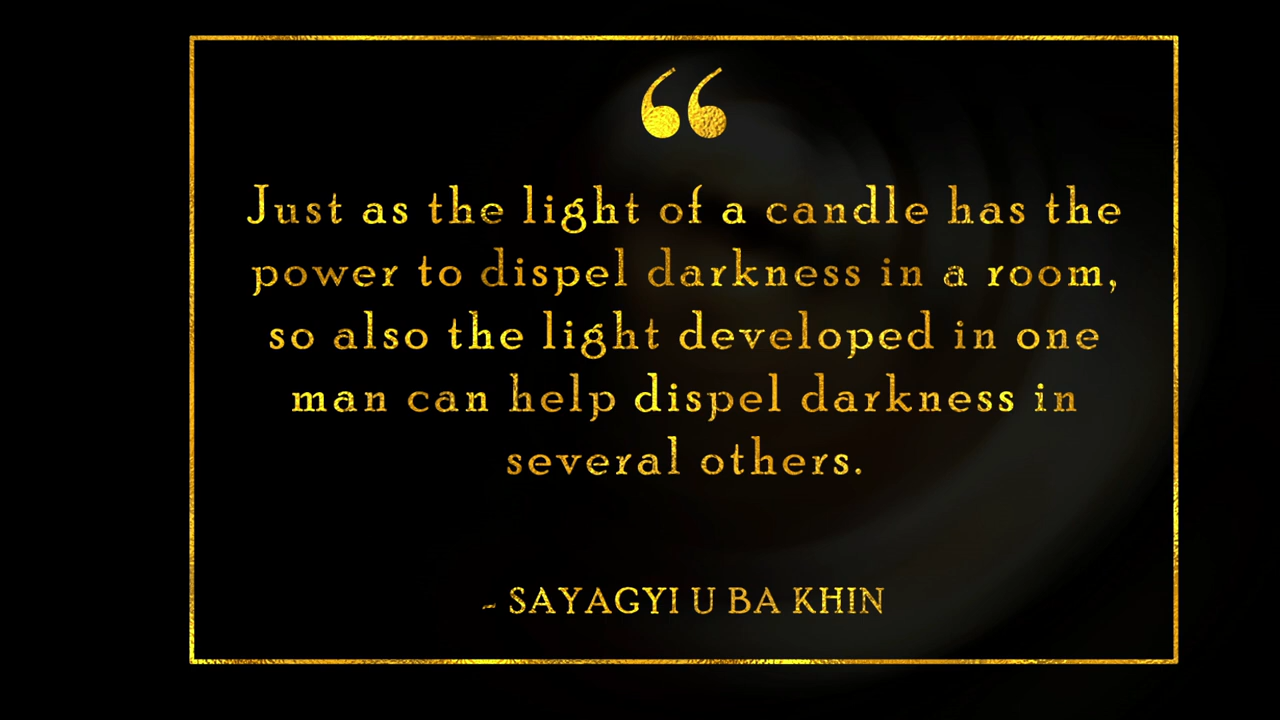 “
Just as the light of a candle has the
power to dispel darkness in a room,
so also the light developed in one
man can help dispel darkness in
several others.
- SAYAGYI U BA KHIN